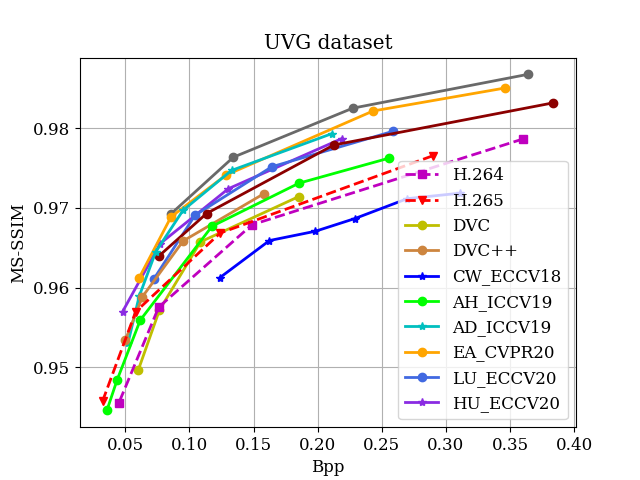 UVG dataset
MS-SSIM
0.98
0.97
0.96
0.95
H.264
H.265
DVC
DVC++
CW_ECCV18
AH_ICCV19
AD_ICCV19
EA_CVPR20
LU_ECCV20
HU_ECCV20
0.05 0.10 0.15 0.20 0.25 0.30 0.35 0.40
Bpp